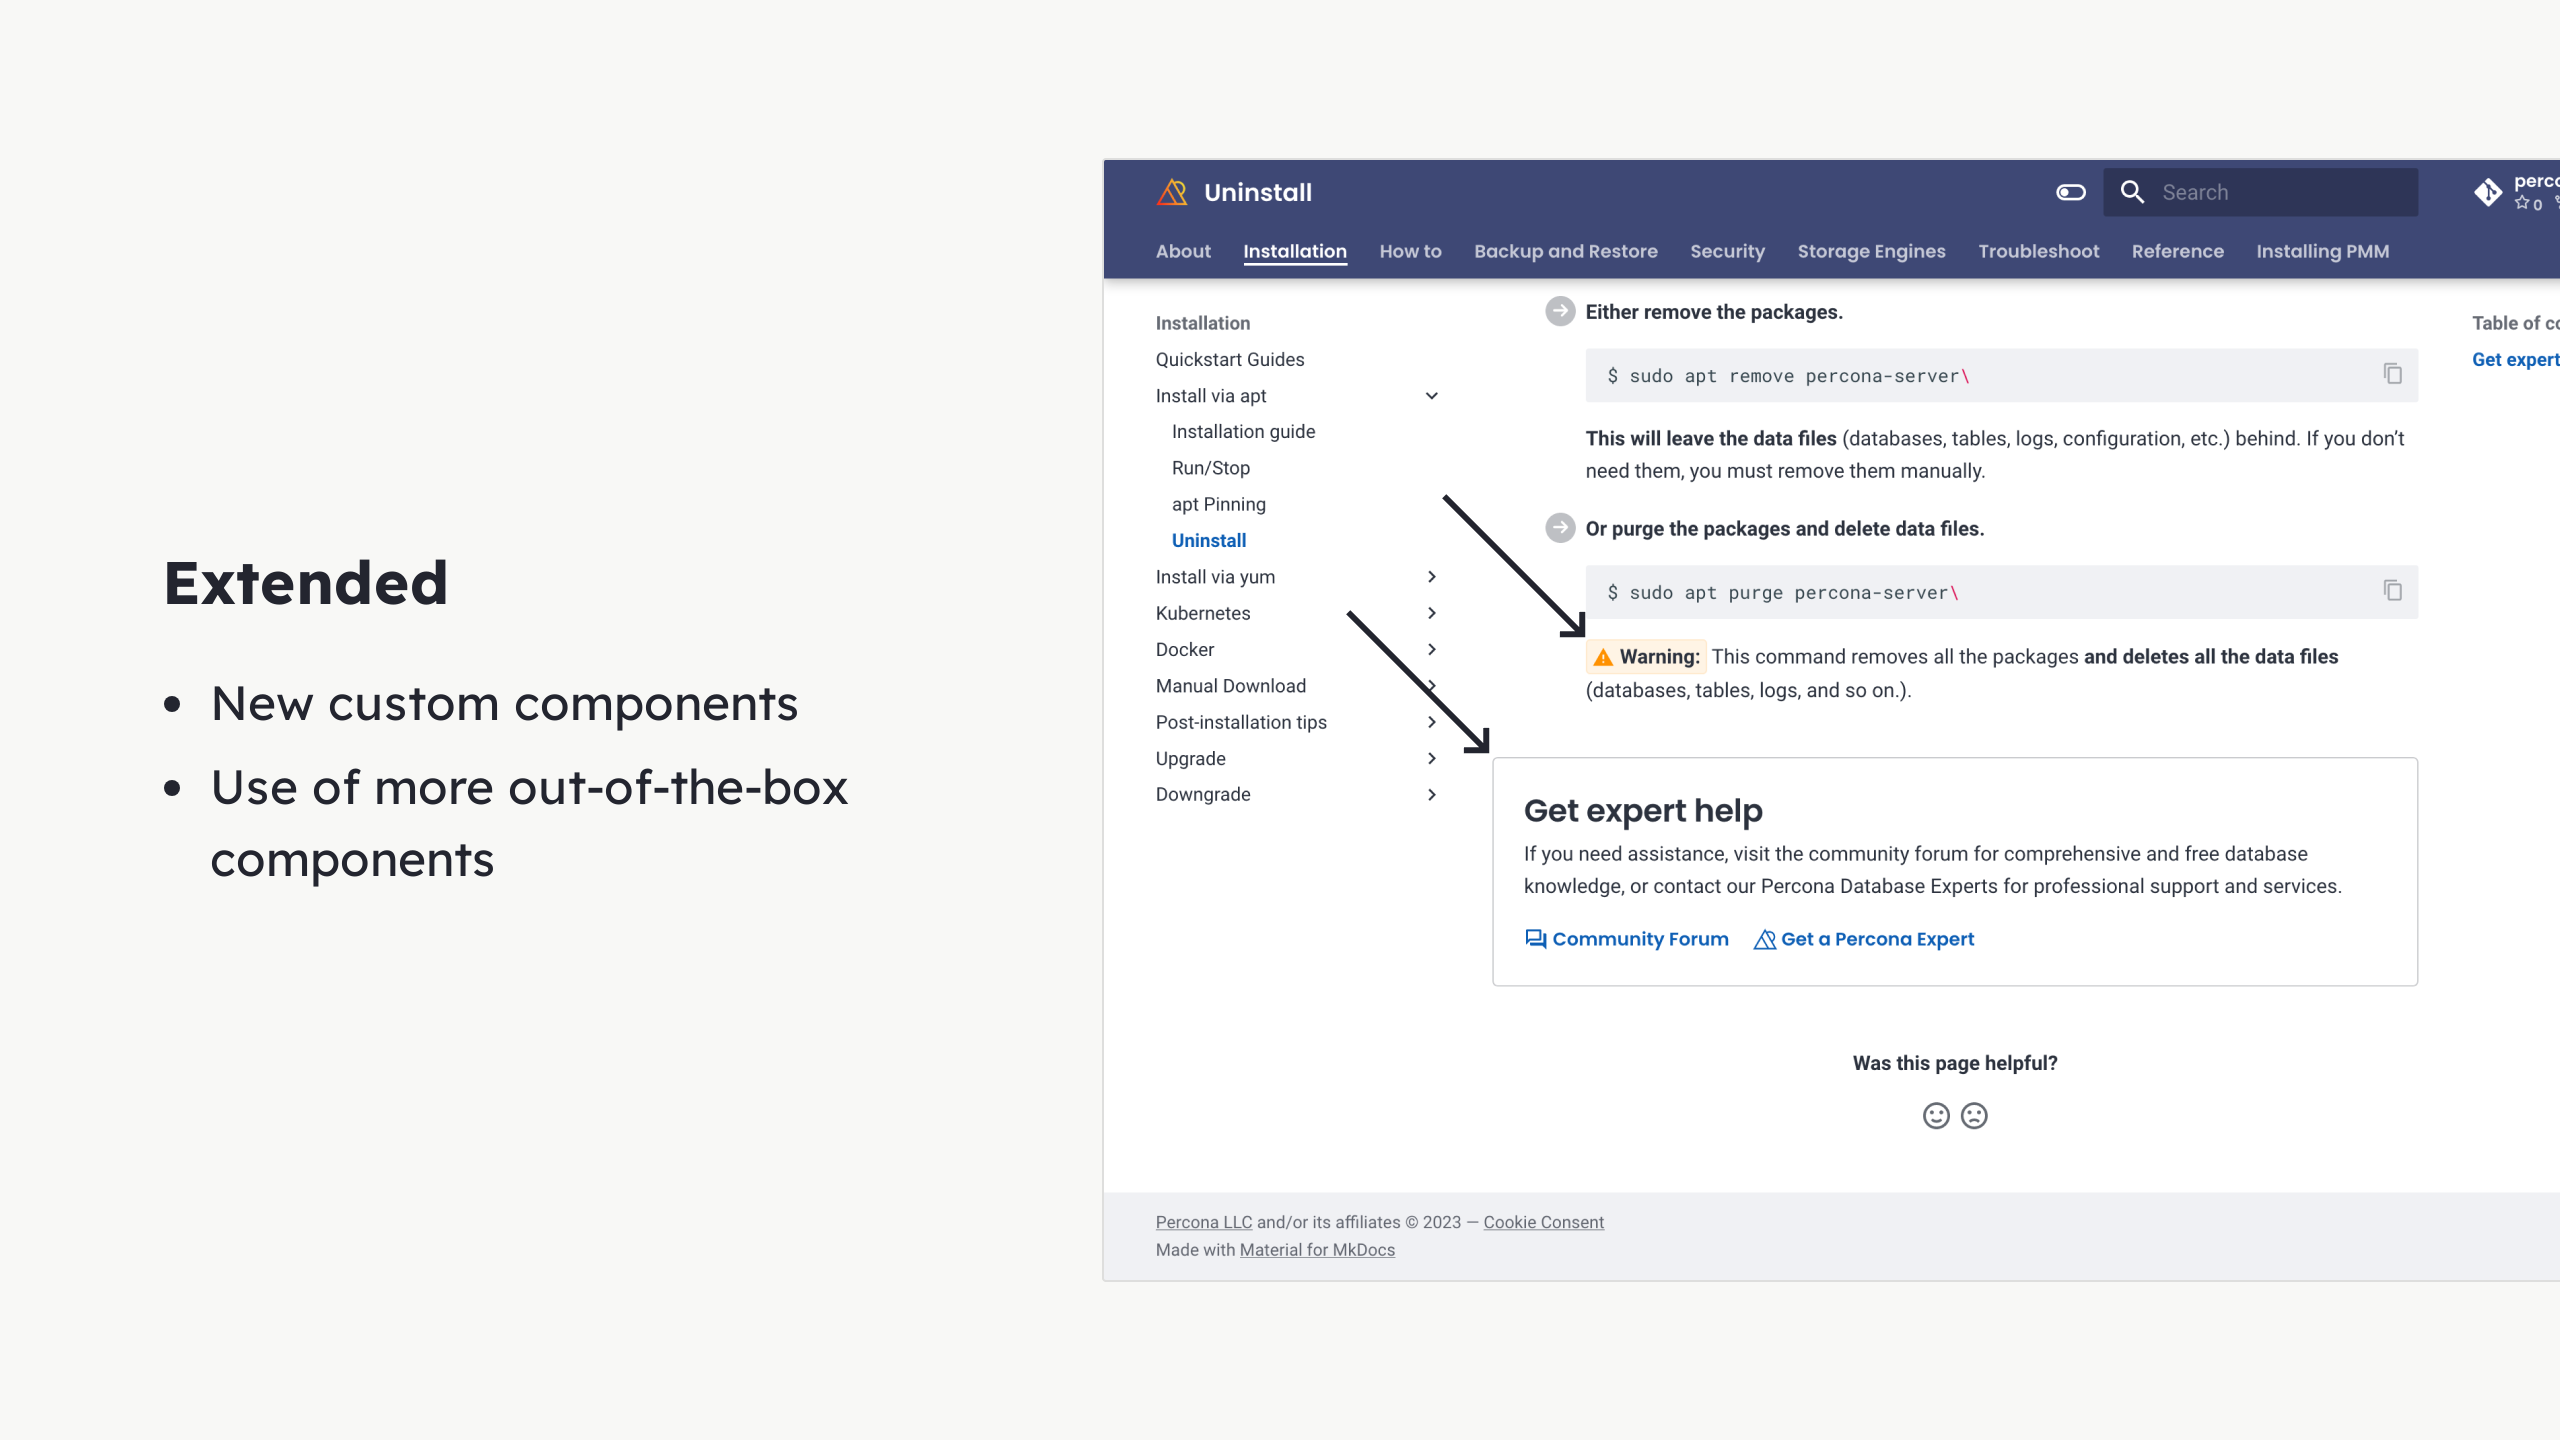 Extended
• New custom components
• Use of more out-of-the-box
components
Uninstall
Search
0
About Installation How to Backup and Restore Security Storage Engines Troubleshoot Reference Installing PMM
Installation
Quickstart Guides
Install via apt
Installation guide
Run/Stop
apt Pinning
Uninstall
Install via yum
Kubernetes
Docker
Manual Download
Post-installation tips
Upgrade
Downgrade
Either remove the packages.
$ sudo apt remove percona-server\
This will leave the data files (databases, tables, logs, configuration, etc.) behind. If you don’t
need them, you must remove them manually.
Or purge the packages and delete data files.
$ sudo apt purge percona-server\
Warning: This command removes all the packages and deletes all the data files
(databases, tables, logs, and so on.).
Get expert help
If you need assistance, visit the community forum for comprehensive and free database
knowledge, or contact our Percona Database Experts for professional support and services.
Community Forum Get a Percona Expert
Was this page helpful?
Table of
Get expert
Percona LLC and/or its affiliates © 2023 — Cookie Consent
Made with Material for MkDocs